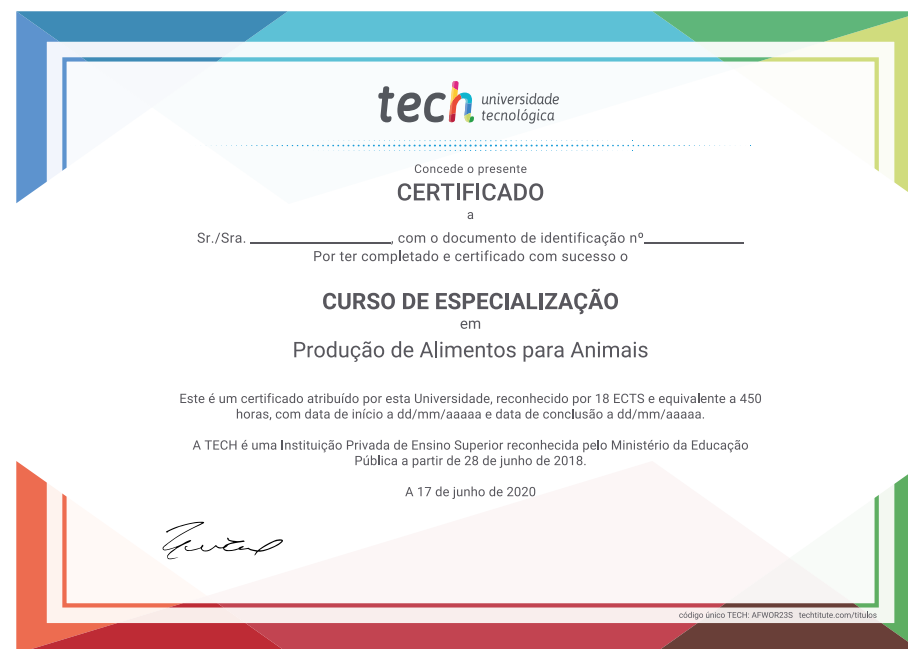 tech universidade
tecnológica
Concede o presente
CERTIFICADO
a
Sr./Sra. ____________________, com o documento de identificação nº______________
Por ter completado e certificado com sucesso o
CURSO DE ESPECIALIZAÇÃO
em
Produção de Alimentos para Animais
Este é um certificado atribuído por esta Universidade, reconhecido por 18 ECTS e equivalente a 450
horas, com data de início a dd/mm/aaaaa e data de conclusão a dd/mm/aaaaa.
A TECH é uma Instituição Privada de Ensino Superior reconhecida pelo Ministério da Educação
Pública a partir de 28 de junho de 2018.
A 17 de junho de 2020
código único TECH: AFWOR23S techtitute.com/titulos